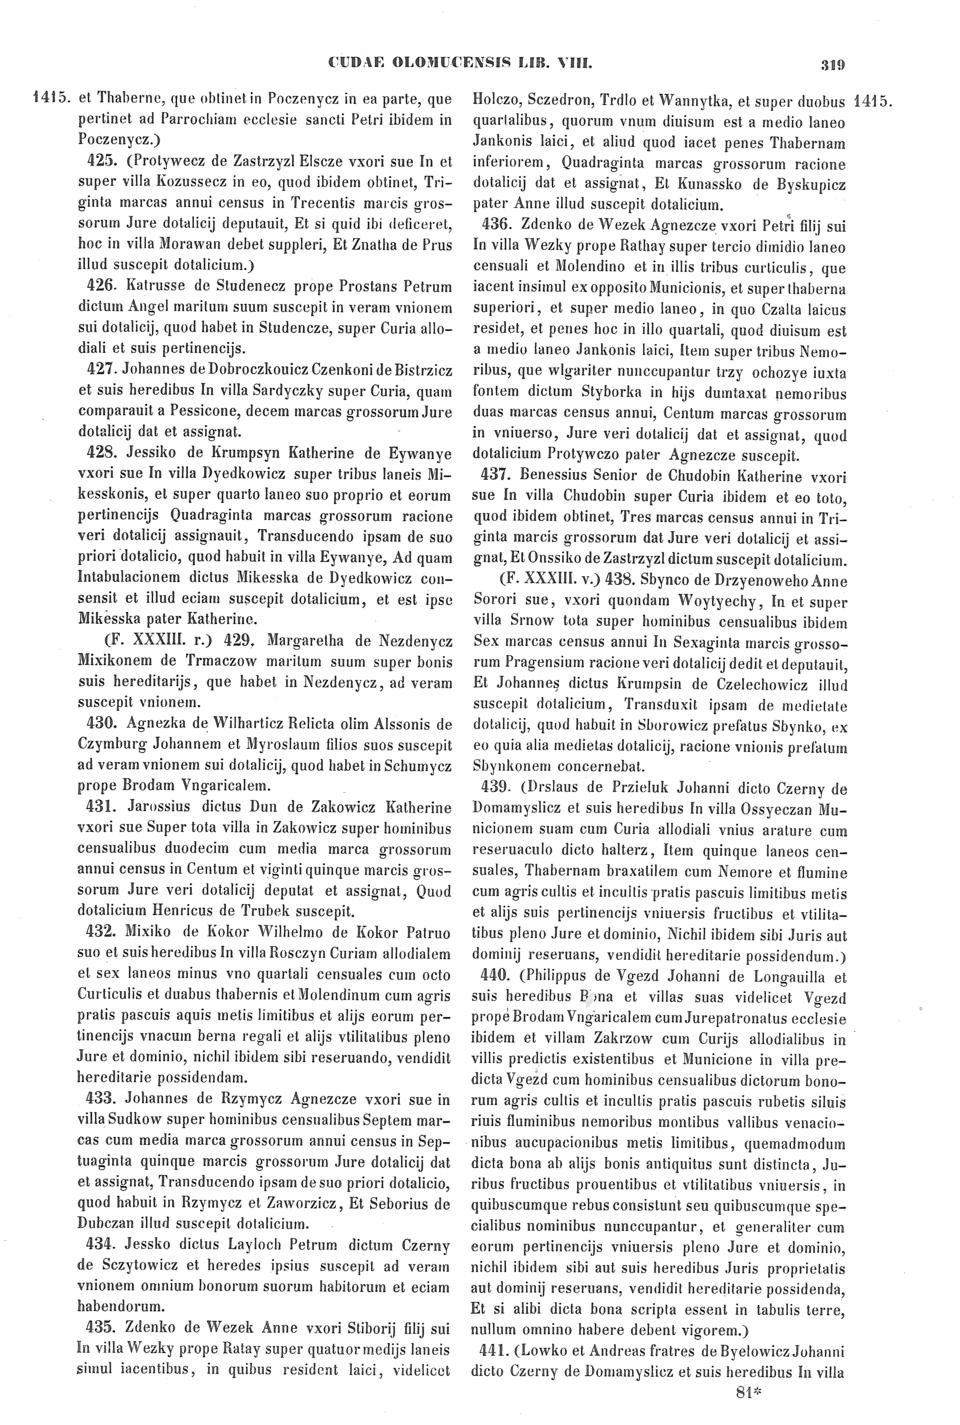 CUDAE OLOMUCENSIS LIB. VIII.
319
1415. et Thaberne, que obtinet in Poczenycz in ea parte, que
pertinet ad Parrochiam ecclesie sancti Petri ibidem in
Poczenycz.)
425. (Protywecz de Zastrzyzl Elscze vxori sue In et
super villa Kozussecz in eo, quod ibidem obtinet, Tri-
ginta marcas annui census in Trecentis marcis gros-
sorum Jure dotalicij deputauit, Et si quid ibi deficeret,
hoc in villa Morawan debet suppleri, Et Znatha de Prus
illud suscepit dotalicium.)
426. Katrusse de Studenecz prope Prostans Petrum
dictum Angel maritum suum suscepit in veram vnionem
sui dotalicij, quod habet in Studencze, super Curia allo-
diali et suis pertinencijs.
427. Johannes de Dobroczkouicz Czenkoni de Bistrzicz
et suis heredibus In villa Sardyczky super Curia, quam
comparauit a Pessicone, decem marcas grossorum Jure
dotalicij dat et assignat.
428. Jessiko de Krumpsyn Katherine de Eywanye
vxori sue In villa Dyedkowicz super tribus laneis Mi-
kesskonis, et super quarto laneo suo proprio et eorum
pertinencijs Quadraginta marcas grossorum racione
veri dotalicij assignauit, Transducendo ipsam de suo
priori dotalicio, quod habuit in villa Eywanye, Ad quam
Intabulacionem dictus Mikesska de Dyedkowicz con-
sensit et illud eciam suscepit dotalicium, et est ipse
Mikesska pater Katherine.
(F. XXXIII. r.) 429. Margaretha de Nezdenycz
Mixikonem de Trmaczow maritum suum super bonis
suis hereditarijs, que habet in Nezdenycz, ad veram
suscepit vnionem.
430. Agnezka de Wilharticz Relicta olim Alssonis de
Czymburg Johannem et Myroslaum filios suos suscepit
ad veram vnionem sui dotalicij, quod habet in Schumycz
prope Brodam Vngaricalem.
431. Jarossius dictus Dun de Zakowicz Katherine
vxori sue Super tota villa in Zakowicz super hominibus
censualibus duodecim cum media marca grossorum
annui census in Centum et viginti quinque marcis gros-
sorum Jure veri dotalicij deputat et assignat, Quod
dotalicium Henricus de Trubek suscepit.
432. Mixiko de Kokor Wilhelmo de Kokor Patruo
suo et suis heredibus In villa Rosczyn Curiam allodialem
et sex laneos minus vno quartali censuales cum octo
Curticulis et duabus thabernis et Molendinum cum agris
pratis pascuis aquis metis limitibus et alijs eorum per-
tinencijs vnacum berna regali et alijs vtilitatibus pleno
Jure et dominio, nichil ibidem sibi reseruando, vendidit
hereditarie possidendam.
433. Johannes de Rzymycz Agnezcze vxori sue in
villa Sudkow super hominibus censualibus Septem mar-
cas cum media marca grossorum annui census in Sep-
tuaginta quinque marcis grossorum Jure dotalicij dat
et assignat, Transducendo ipsam de suo priori dotalicio,
quod habuit in Rzymycz et Zaworzicz, Et Seborius de
Dubczan illud suscepit dotalicium.
434. Jessko dictus Layloch Petrum dictum Czerny
de Sczytowicz et heredes ipsius suscepit ad veram
vnionem omnium bonorum suorum habitorum et eciam
habendorum.
435. Zdenko de Wezek Anne vxori Stiborij filij sui
In villa Wezky prope Ratay super quatuor medijs laneis
simul iacentibus, in quibus resident laici, videlicet
Holczo, Sczedron, Trdlo et Wannytka, et super duobus 1415.
quartalibus, quorum vnum diuisum est a medio laneo
Jankonis laici, et aliud quod iacet penes Thabernam
inferiorem, Quadraginta marcas grossorum racione
dotalicij dat et assignat, Et Kunassko de Byskupicz
pater Anne illud suscepit dotalicium.
436. Zdenko de Wezek Agnezcze vxori Petri filij sui
In villa Wezky prope Rathay super tercio dimidio laneo
censuali et Molendino et in illis tribus curticulis, que
iacent insimul ex opposito Municionis, et super thaberna
superiori, et super medio laneo, in quo Czalta laicus
residet, et penes hoc in illo quartali, quod diuisum est
a medio laneo Jankonis laici, Item super tribus Nemo-
ribus, que wlgariter nunccupantur trzy ochozye iuxta
fontem dictum Styborka in hijs dumtaxat nemoribus
duas marcas census annui, Centum marcas grossorum
in vniuerso, Jure veri dotalicij dat et assignat, quod
dotalicium Protywczo pater Agnezcze suscepit.
437. Benessius Senior de Chudobin Katherine vxori
sue In villa Chudobin super Curia ibidem et eo toto,
quod ibidem obtinet, Tres marcas census annui in Tri-
ginta marcis grossorum dat Jure veri dotalicij et assi-
gnat, Et Onssiko de Zastrzyzl dictum suscepit dotalicium.
(F. XXXIII. v.) 438. Sbynco de Drzyenoweho Anne
Sorori sue, vxori quondam Woytyechy, In et super
villa Srnow tota super hominibus censualibus ibidem
Sex marcas census annui In Sexaginta marcis grosso-
rum Pragensium racione veri dotalicij dedit et deputauit,
Et Johannes dictus Krumpsin de Czelechowicz illud
suscepit dotalicium, Transduxit ipsam de medietate
dotalicij, quod habuit in Sborowicz prefatus Sbynko, ex
eo quia alia medietas dotalicij, racione vnionis prefatum
Sbynkonem concernebat.
439. (Drslaus de Przieluk Johanni dicto Czerny de
Domamyslicz et suis heredibus In villa Ossyeczan Mu-
nicionem suam cum Curia allodiali vnius arature cum
reseruaculo dicto halterz, Item quinque laneos cen-
suales, Thabernam braxatilem cum Nemore et flumine
cum agris cultis et incultis pratis pascuis limitibus metis
et alijs suis pertinencijs vniuersis fructibus et vtilita-
tibus pleno Jure et dominio, Nichil ibidem sibi Juris aut
dominij reseruans, vendidit hereditarie possidendum.)
440. (Philippus de Vgezd Johanni de Longauilla et
suis heredibus Bona et villas suas videlicet Vgezd
prope Brodam Vngaricalem cum Jurepatronatus ecclesie
ibidem et villam Zakrzow cum Curijs allodialibus in
villis predictis existentibus et Municione in villa pre-
dicta Vgezd cum hominibus censualibus dictorum bono-
rum agris cultis et incultis pratis pascuis rubetis siluis
riuis fluminibus nemoribus montibus vallibus venacio-
nibus aucupacionibus metis limitibus, quemadmodum
dicta bona ab alijs bonis antiquitus sunt distincta, Ju-
ribus fructibus prouentibus et vtilitatibus vniuersis, in
quibuscumque rebus consistunt seu quibuscumque spe-
cialibus nominibus nunccupantur, et generaliter cum
eorum pertinencijs vniuersis pleno Jure et dominio,
nichil ibidem sibi aut suis heredibus Juris proprietatis
aut dominij reseruans, vendidit hereditarie possidenda,
Et si alibi dicta bona scripta essent in tabulis terre,
nullum omnino habere debent vigorem.)
441. (Lowko et Andreas fratres de Byelowicz Johanni
dicto Czerny de Domamyslicz et suis heredibus In villa
81*